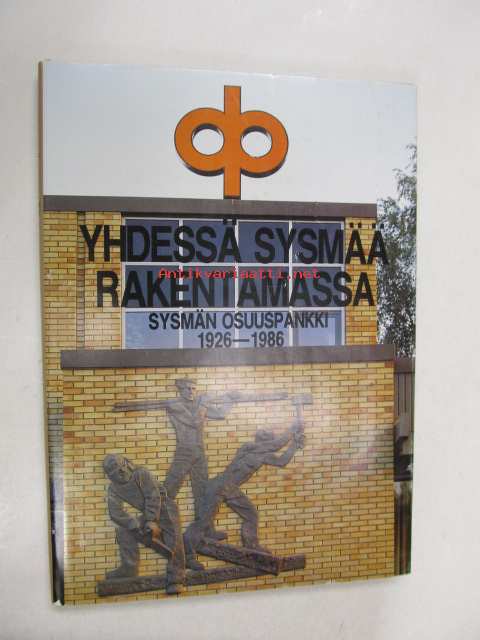 YHDESSÄ SYSMÄÄ
Antikvariaatti.net
RAKENTAMASSA
SYSMÄN OSUUSPANKKI
1926—1986